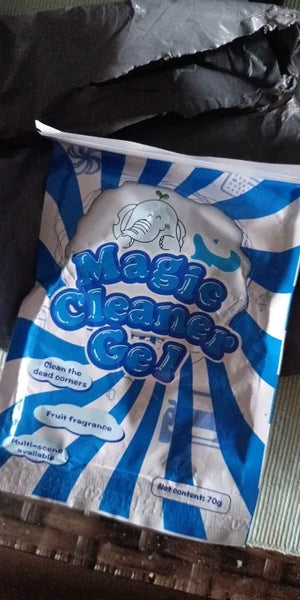 Magic
Cleaner
Gel
Clean the
dead corners
Fruit fragrance
Multi-scene
available
Net content: 70g